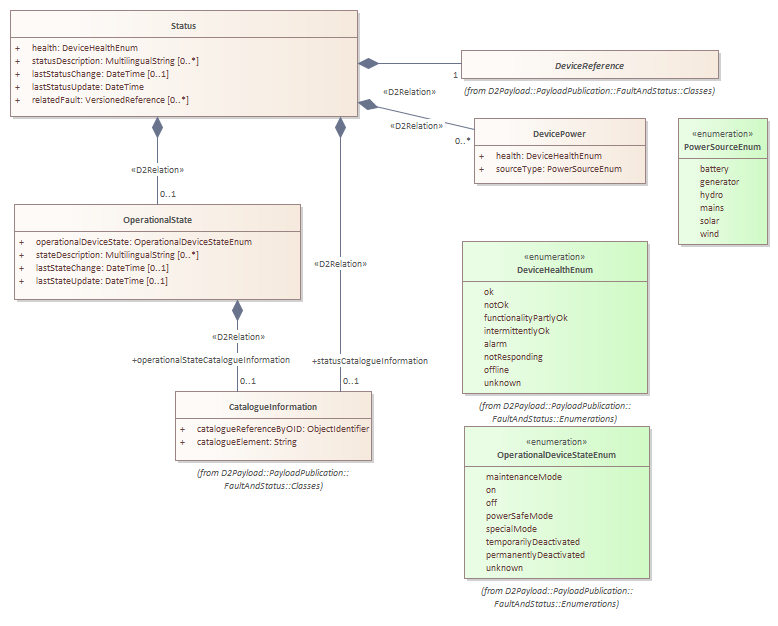 Status
+ health: DeviceHealthEnum
+ statusDescription: MultilingualString [0..*]
+ lastStatusChange: DateTime [0..1]
+ lastStatusUpdate: DateTime
+ relatedFault: VersionedReference [0..*]
DeviceReference
1
(from D2Payload::PayloadPublication::FaultAndStatus::Classes)
«D2Relation»
«D2Relation»
0..*
DevicePower
+ health: DeviceHealthEnum
+ sourceType: PowerSourceEnum
«enumeration»
PowerSourceEnum
battery
generator
hydro
mains
solar
wind
«D2Relation»
0..1
OperationalState
+ operationalDeviceState: OperationalDeviceStateEnum
+ stateDescription: MultilingualString [0..*]
+ lastStateChange: DateTime [0..1]
+ lastStateUpdate: DateTime [0..1]
«D2Relation»
«enumeration»
DeviceHealthEnum
ok
notOk
functionalityPartlyOk
intermittentlyOk
alarm
notResponding
offline
unknown
(from D2Payload::PayloadPublication::
FaultAndStatus::Enumerations)
«D2Relation»
+operationalStateCatalogueInformation
+statusCatalogueInformation
0..1
0..1
CatalogueInformation
+ catalogueReferenceByOID: ObjectIdentifier
+ catalogueElement: String
(from D2Payload::PayloadPublication::
FaultAndStatus::Classes)
«enumeration»
OperationalDeviceStateEnum
maintenanceMode
on
off
powerSafeMode
specialMode
temporarilyDeactivated
permanentlyDeactivated
unknown
(from D2Payload::PayloadPublication::
FaultAndStatus::Enumerations)